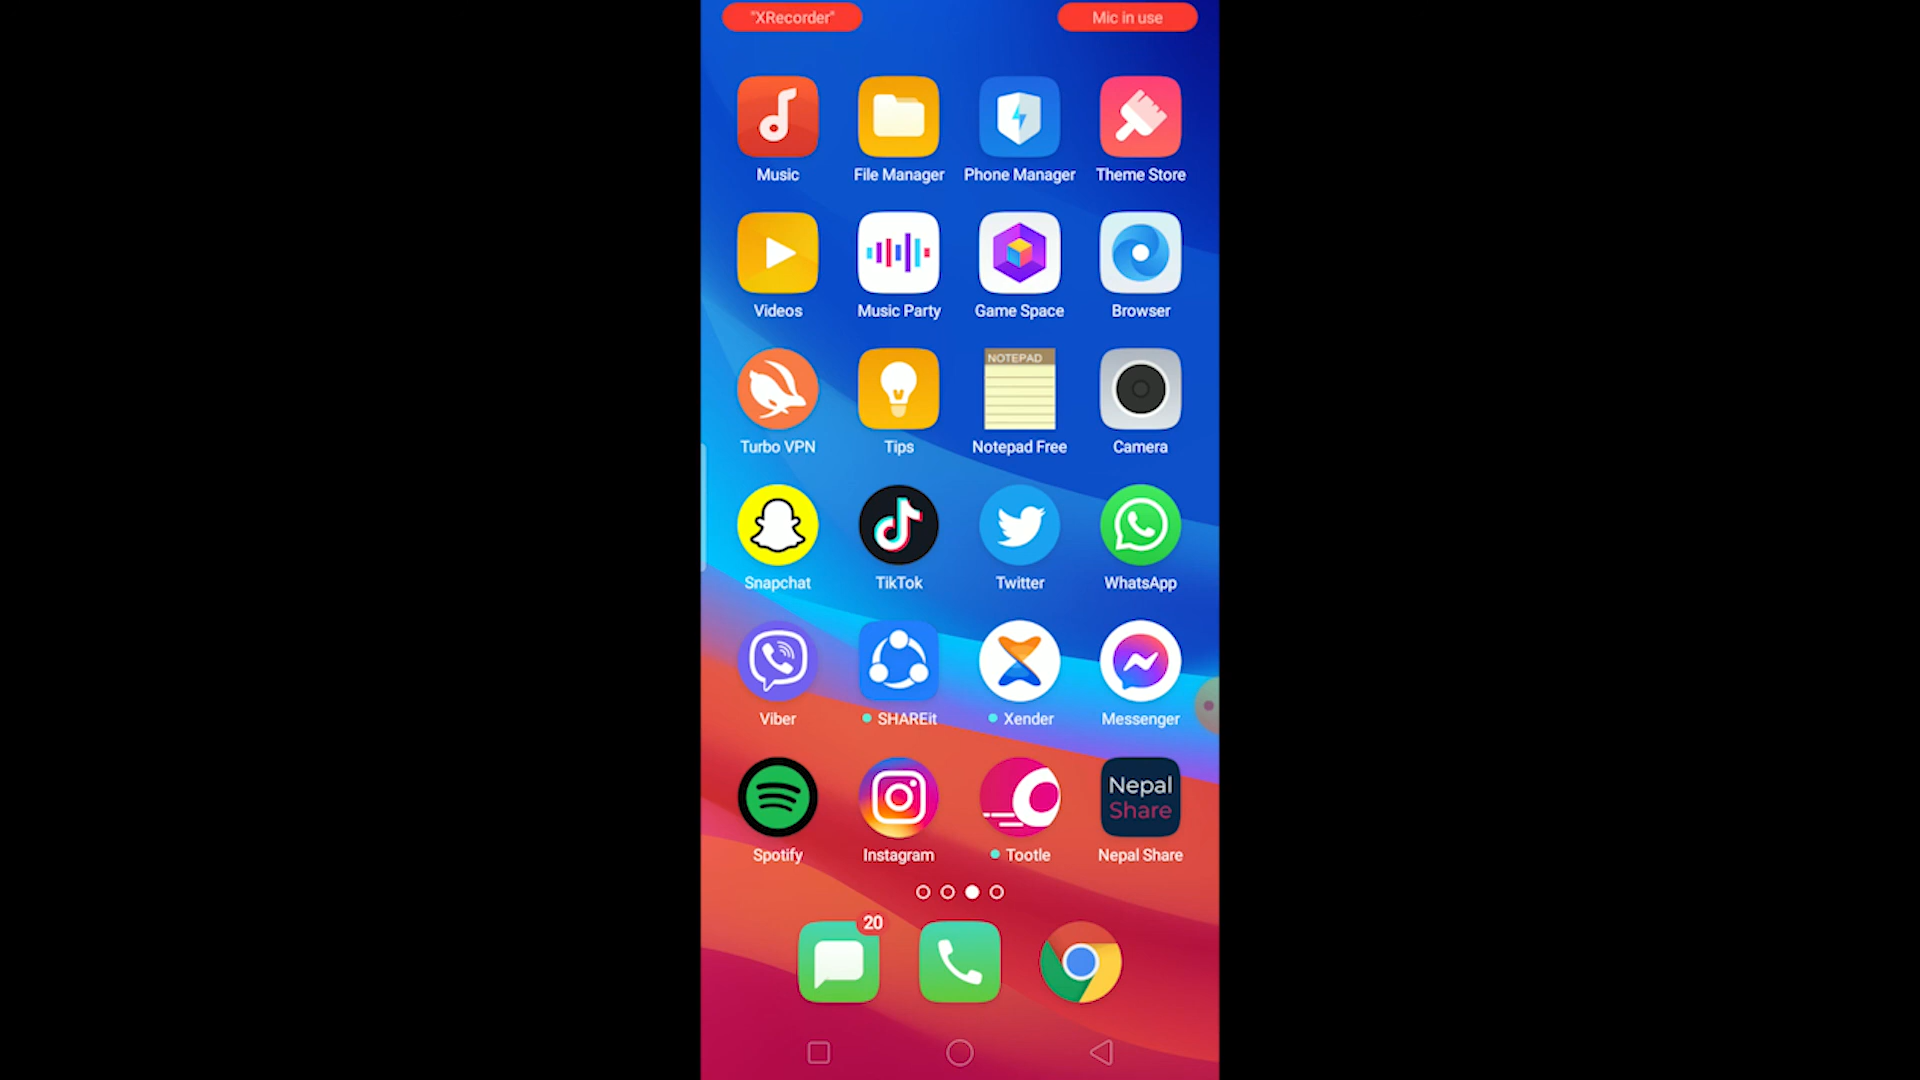 "XRecorder" Mic in use
Music File Manager Phone Manager Theme Store
Videos Music Party Game Space Browser
NOTEPAD
Turbo VPN Tips Notepad Free Camera
Snapchat TikTok Twitter WhatsApp
Viber SHAREit Xender Messenger
Nepal
Share
Spotify Instagram Tootle Nepal Share
20